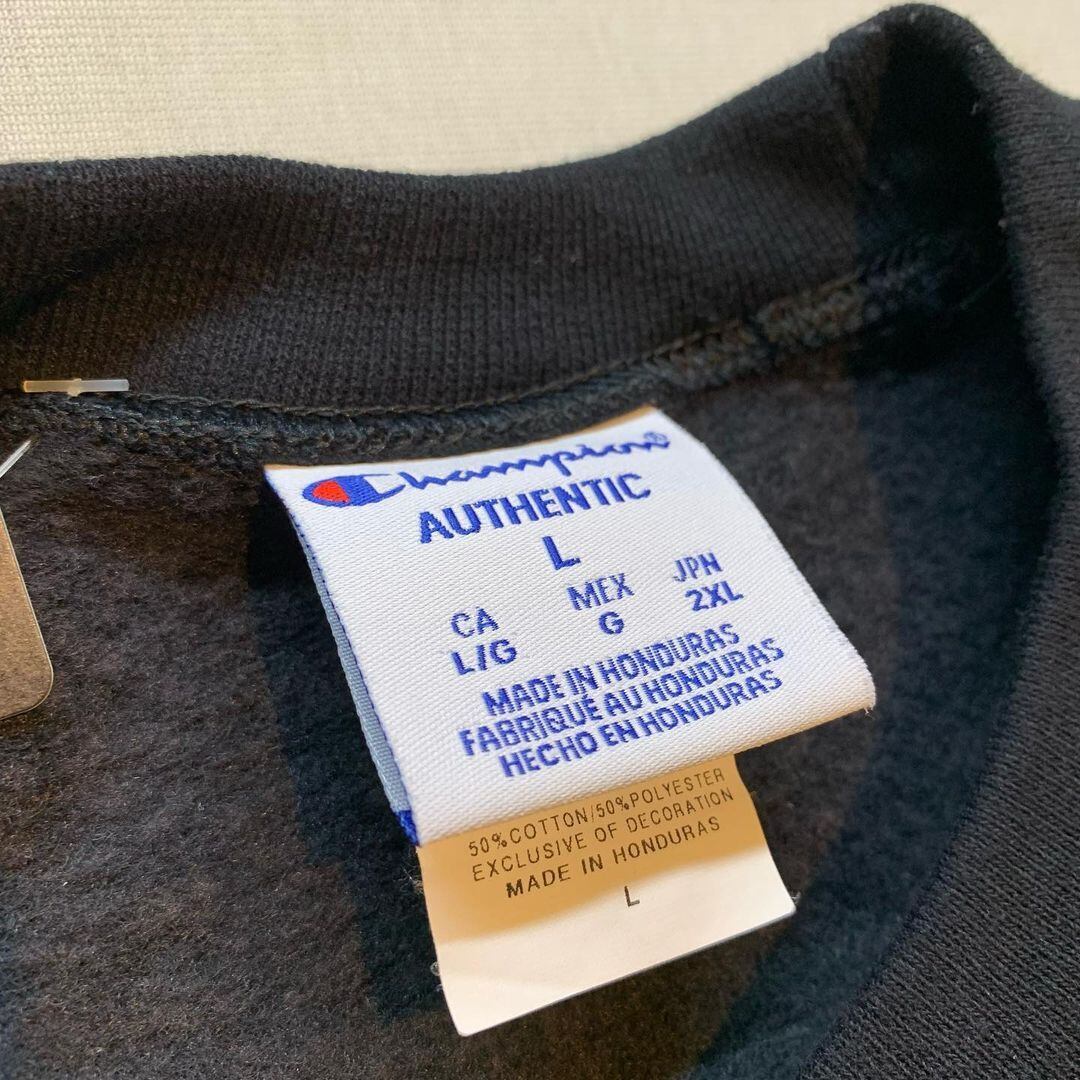 Champion®
AUTHENTIC
L
CA MEX JPN
L/G G 2XL
MADE IN HONDURAS
FABRIQUÉ AU HONDURAS
HECHO EN HONDURAS
50%COTTON/50%POLYESTER
EXCLUSIVE OF DECORATION
MADE IN HONDURAS
L